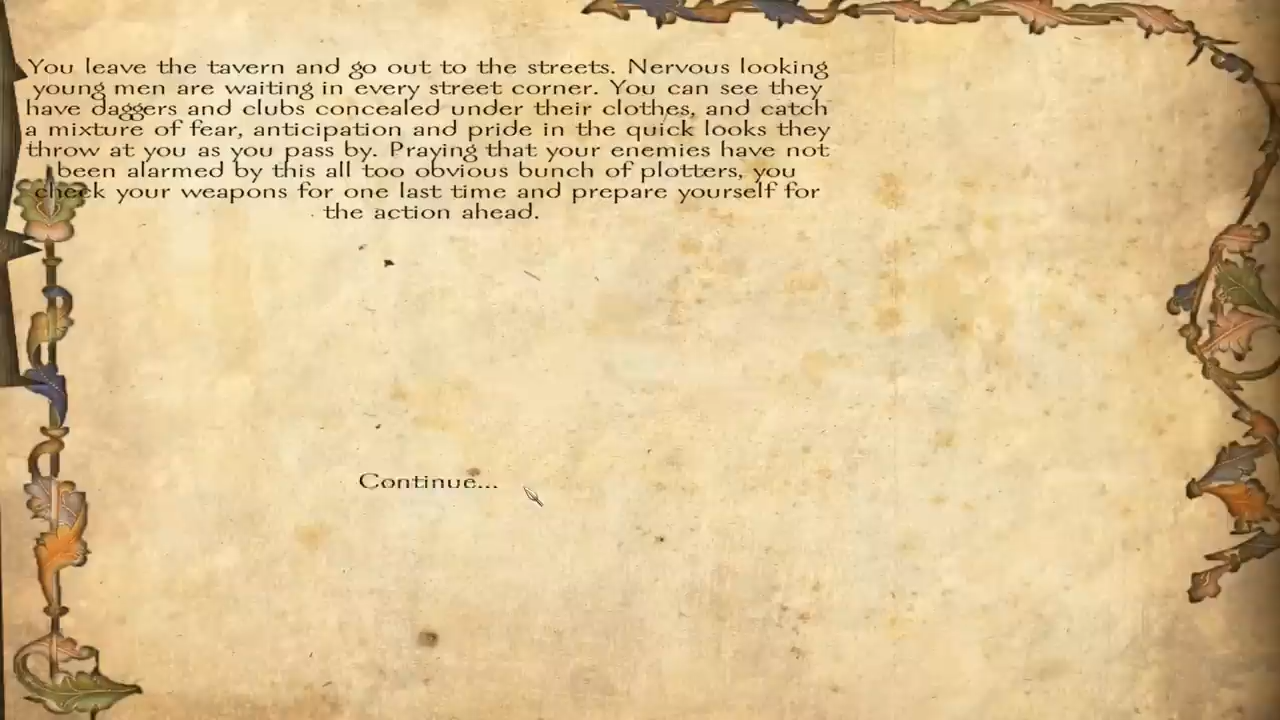 You leave the tavern and go out to the streets. Nervous looking
young men are waiting in every street corner. You can see they
have daggers and clubs concealed under their clothes, and catch
a mixture of fear, anticipation and pride in the quick looks they
throw at you as you pass by. Praying that your enemies have not
been alarmed by this all too obvious bunch of plotters, you
check your weapons for one last time and prepare yourself for
the action ahead.
Continue...